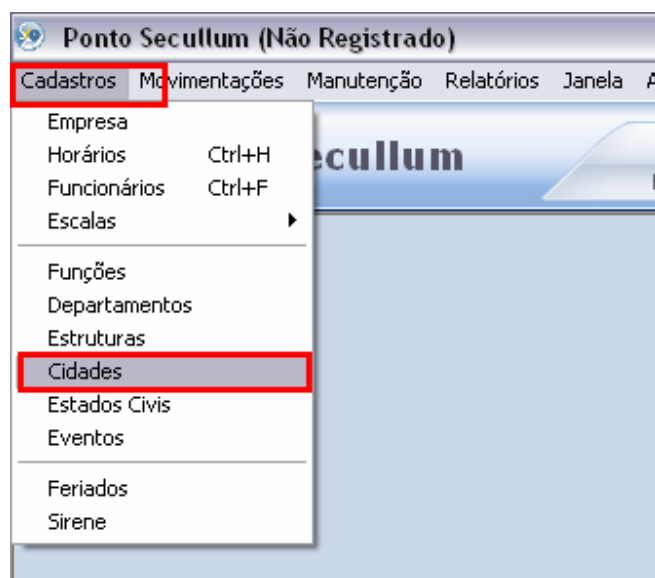 Ponto Secullum (Não Registrado)
Cadastros Movimentações Manutenção Relatórios Janela A
ecullum
Empresa
Horários Ctrl+H
Funcionários Ctrl+F
Escalas
Funções
Departamentos
Estruturas
Cidades
Estados Civis
Eventos
Feriados
Sirene